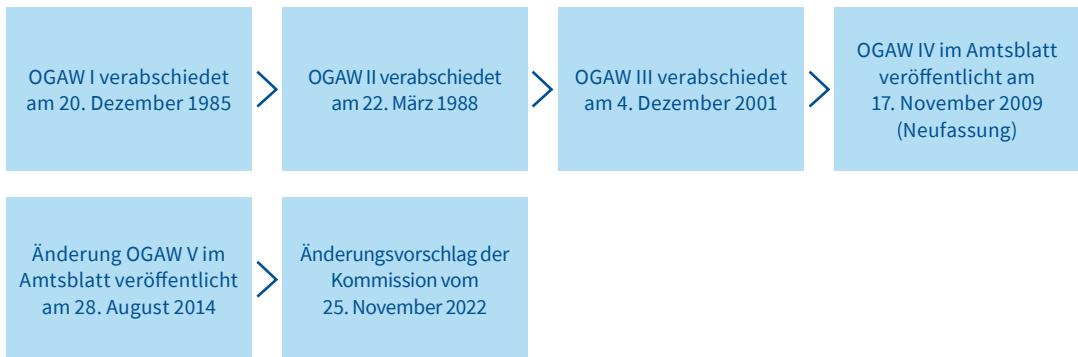 OGAW I verabschiedet
am 20. Dezember 1985
OGAW II verabschiedet
am 22. März 1988
OGAW III verabschiedet
am 4. Dezember 2001
OGAW IV im Amtsblatt
veröffentlicht am
17. November 2009
(Neufassung)
Änderung OGAW V im
Amtsblatt veröffentlicht
am 28. August 2014
Änderungsvorschlag der
Kommission vom
25. November 2022